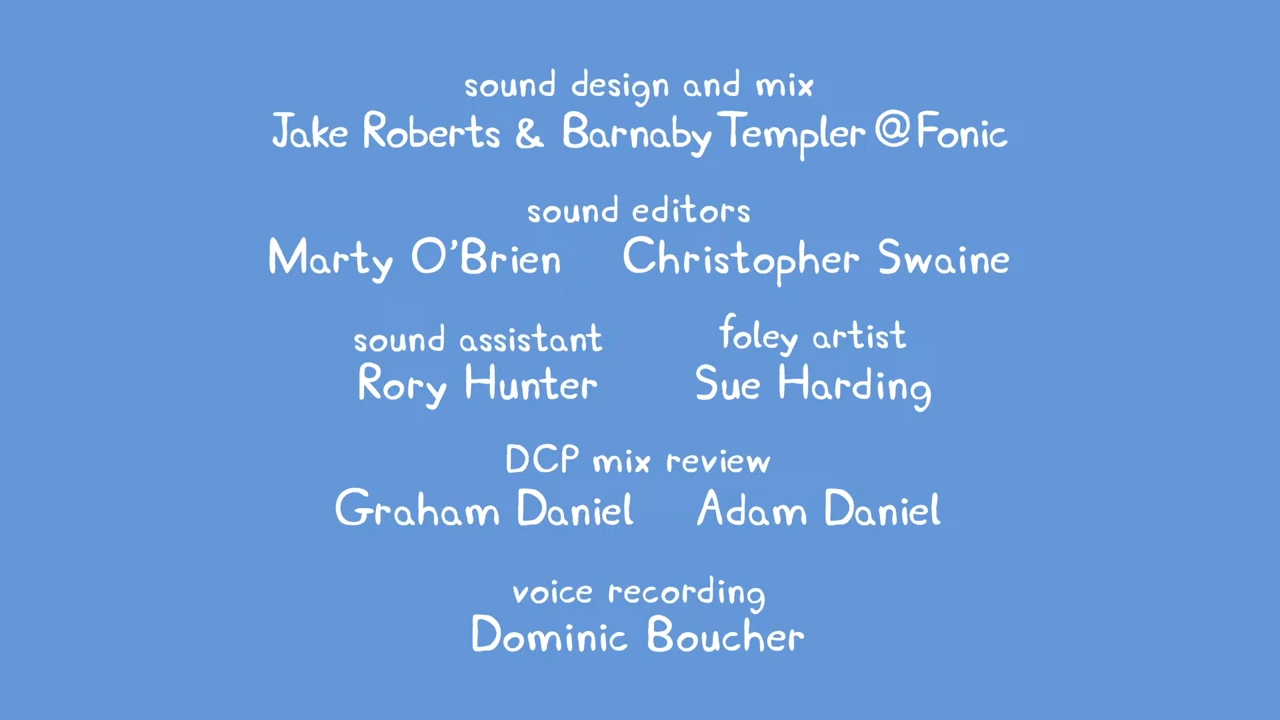 sound design and mix
Jake Roberts & Barnaby Templer @ Fonic
sound editors
Marty O'Brien Christopher Swaine
sound assistant foley artist
Rory Hunter Sue Harding
DCP mix review
Graham Daniel Adam Daniel
voice recording
Dominic Boucher